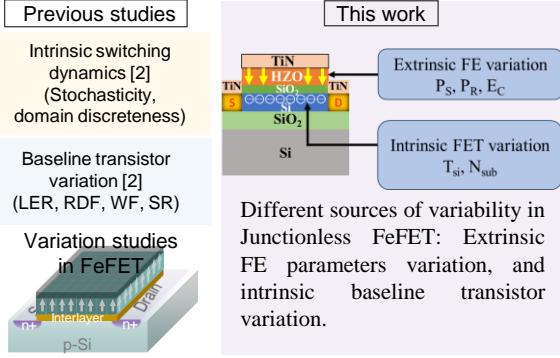 Previous studies
Intrinsic switching
dynamics [2]
(Stochasticity,
domain discreteness)
Baseline transistor
variation [2]
(LER, RDF, WF, SR)
Variation studies
in FeFET
Drain
Interlayer
n+
n+
p-Si
This work
TiN
HZO
TiN
SiO2
TiN
S
Si
D
SiO2
Si
Extrinsic FE variation
PS, PR, EC
Intrinsic FET variation
Tsi, Nsub
Different sources of variability in
Junctionless FeFET: Extrinsic
FE parameters variation, and
intrinsic baseline transistor
variation.